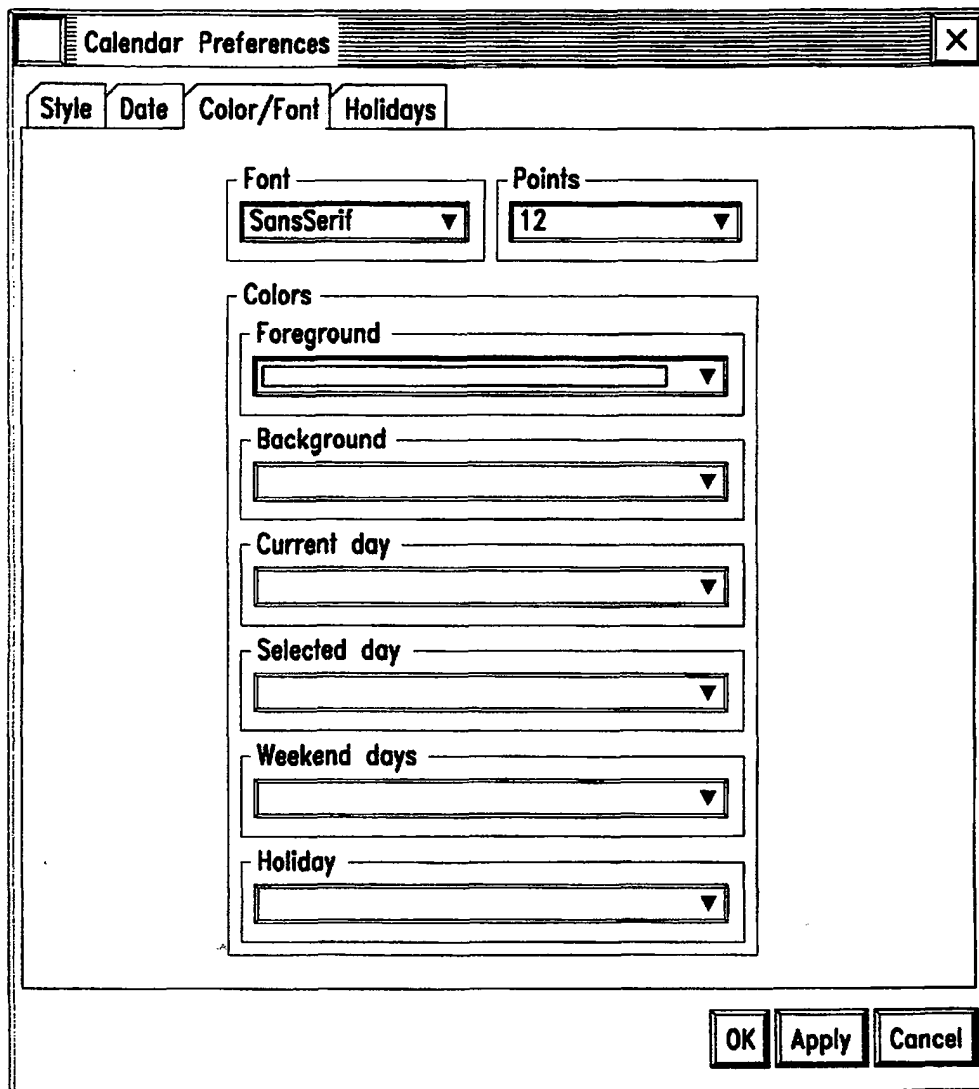 Calendar Preferences
Style Date Color/Font Holidays
Font Points
SansSerif 12
Colors
Foreground
Background
Current day
Selected day
Weekend days
Holiday
OK Apply Cancel